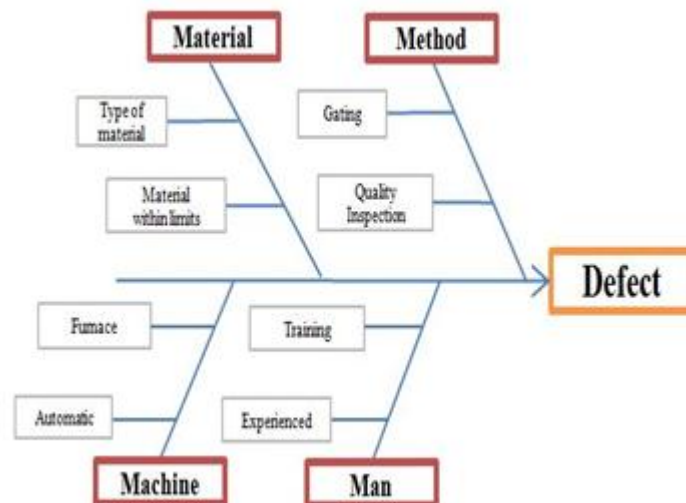 Material
Method
Type of
material
Gating
Material
within limits
Quality
Inspection
Defect
Furnace
Training
Automatic
Experienced
Machine
Man